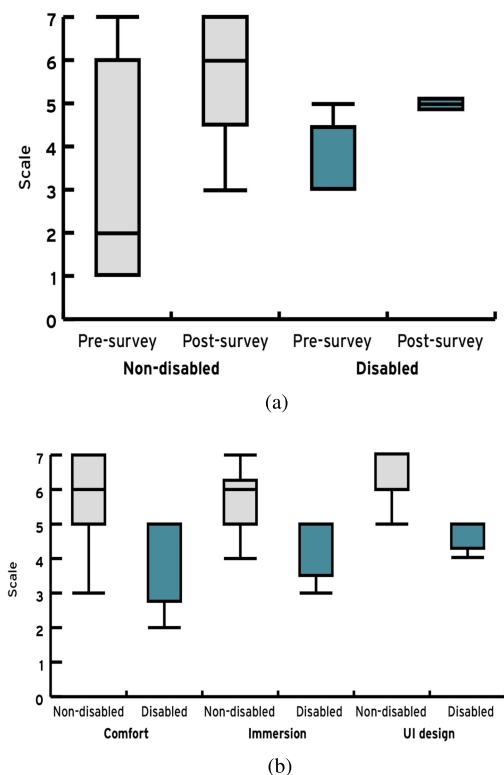 7
6
5
4
3
2
1
0
Scale
Pre-survey Post-survey Pre-survey Post-survey
Non-disabled Disabled
(a)
7
6
5
4
3
2
1
0
Scale
Non-disabled Disabled Non-disabled Disabled Non-disabled Disabled
Comfort Immersion UI design
(b)